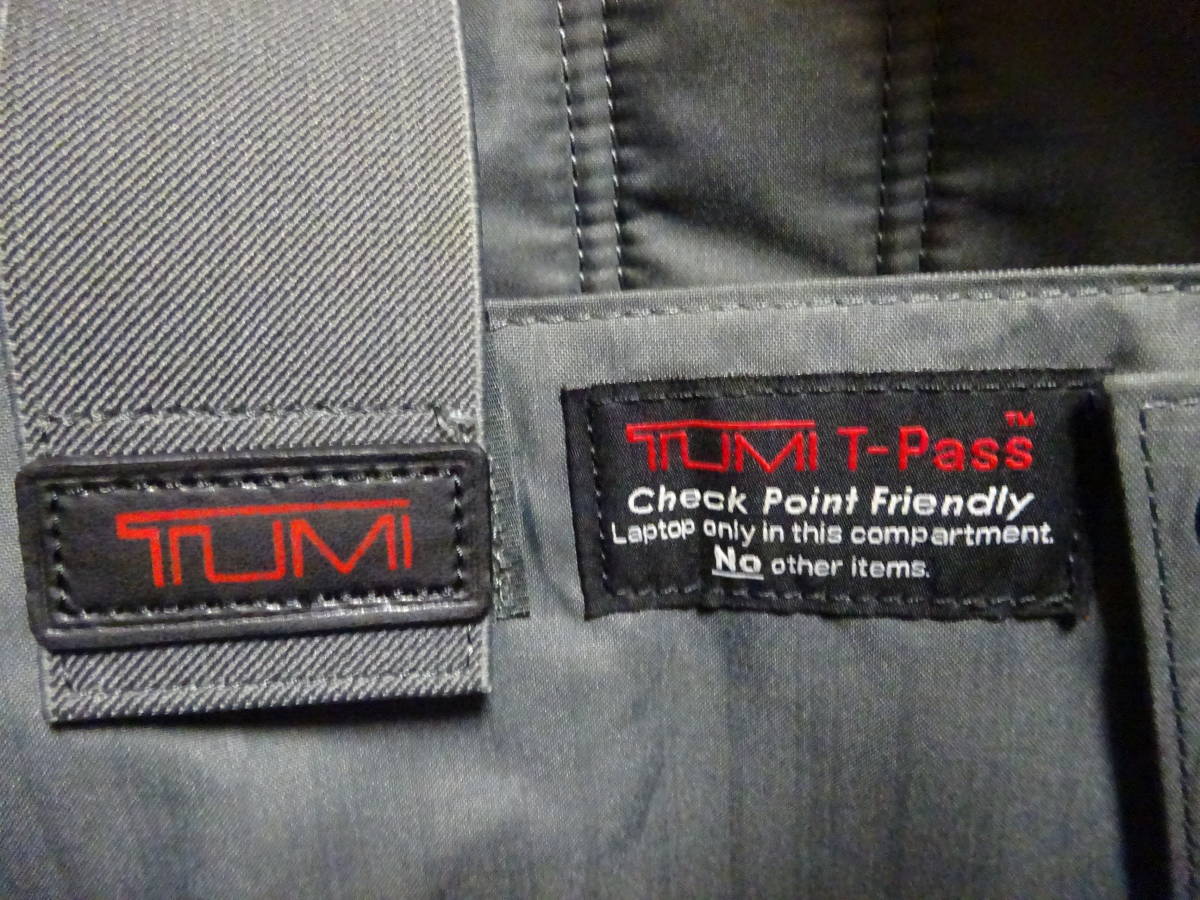 TUMI
TUMI T-Pass™
Check Point Friendly
Laptop only in this compartment.
No other items.